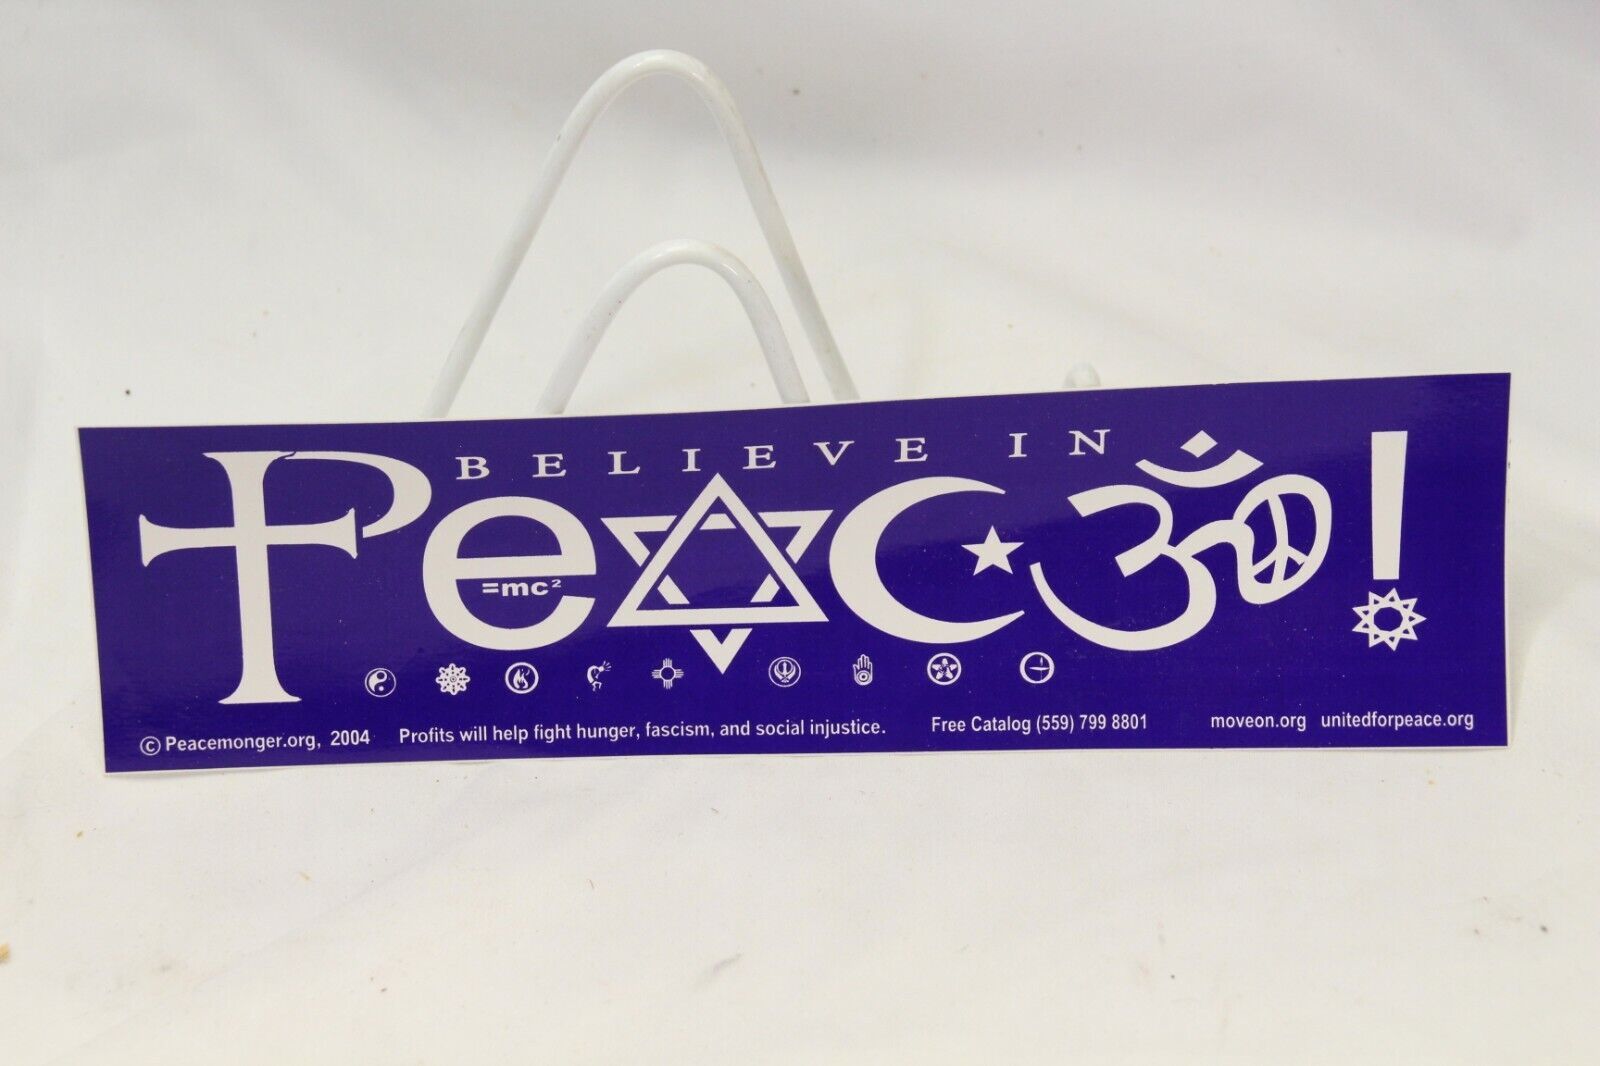 BELIEVE IN
PeaCॐ!
=mc²
© Peacemonger.org, 2004 Profits will help fight hunger, fascism, and social injustice. Free Catalog (559) 799 8801 moveon.org unitedforpeace.org